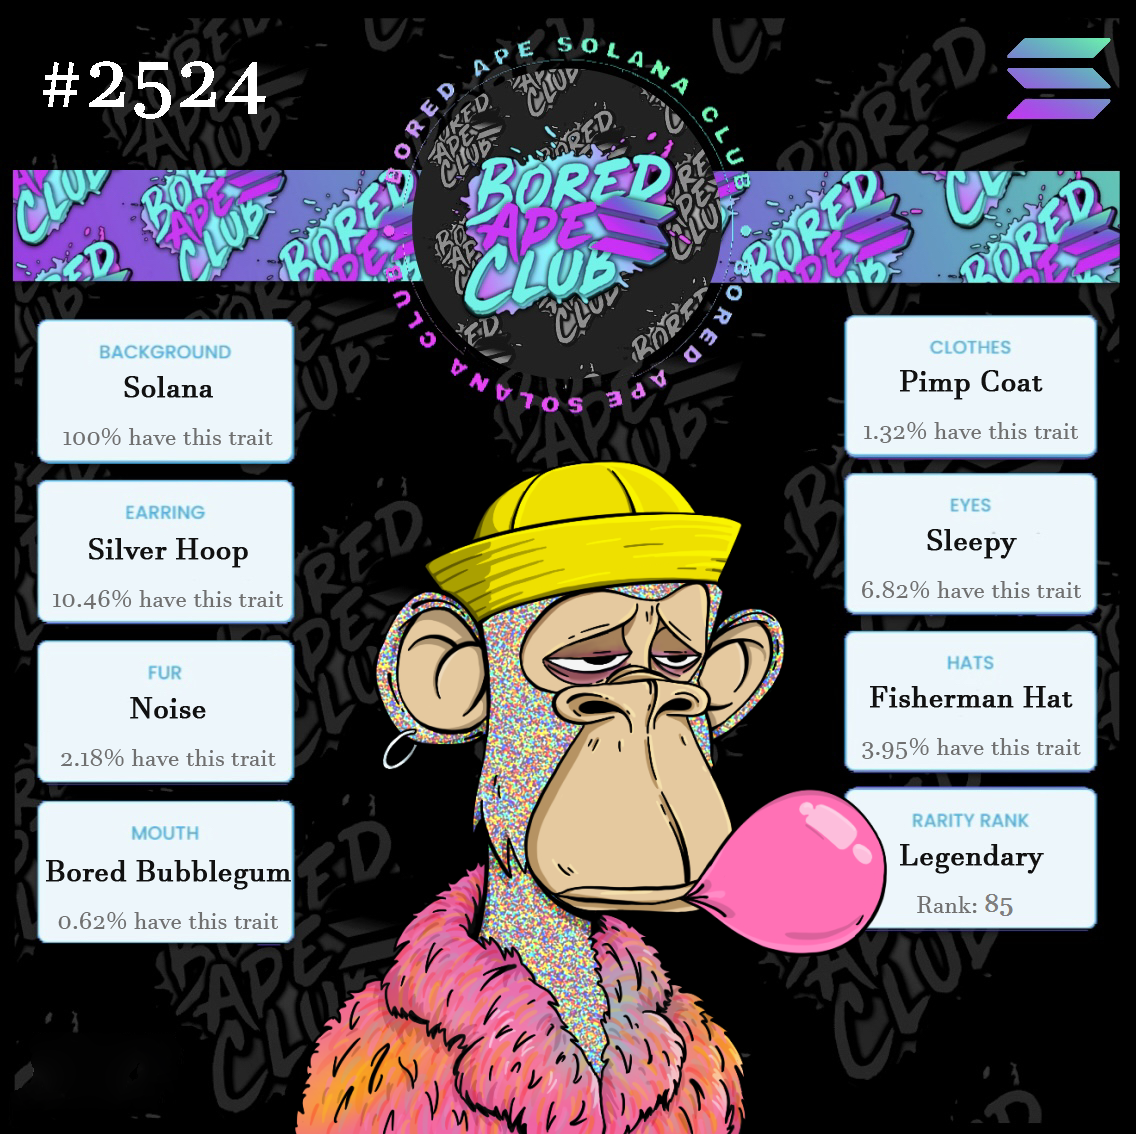 #2524
BORED APE SOLANA CLUB
BORED
APE
CLUB
BORED APE SOLANA CLUB
BACKGROUND
Solana
100% have this trait
EARRING
Silver Hoop
10.46% have this trait
FUR
Noise
2.18% have this trait
MOUTH
Bored Bubblegum
0.62% have this trait
CLOTHES
Pimp Coat
1.32% have this trait
EYES
Sleepy
6.82% have this trait
HATS
Fisherman Hat
3.95% have this trait
RARITY RANK
Legendary
Rank: 85